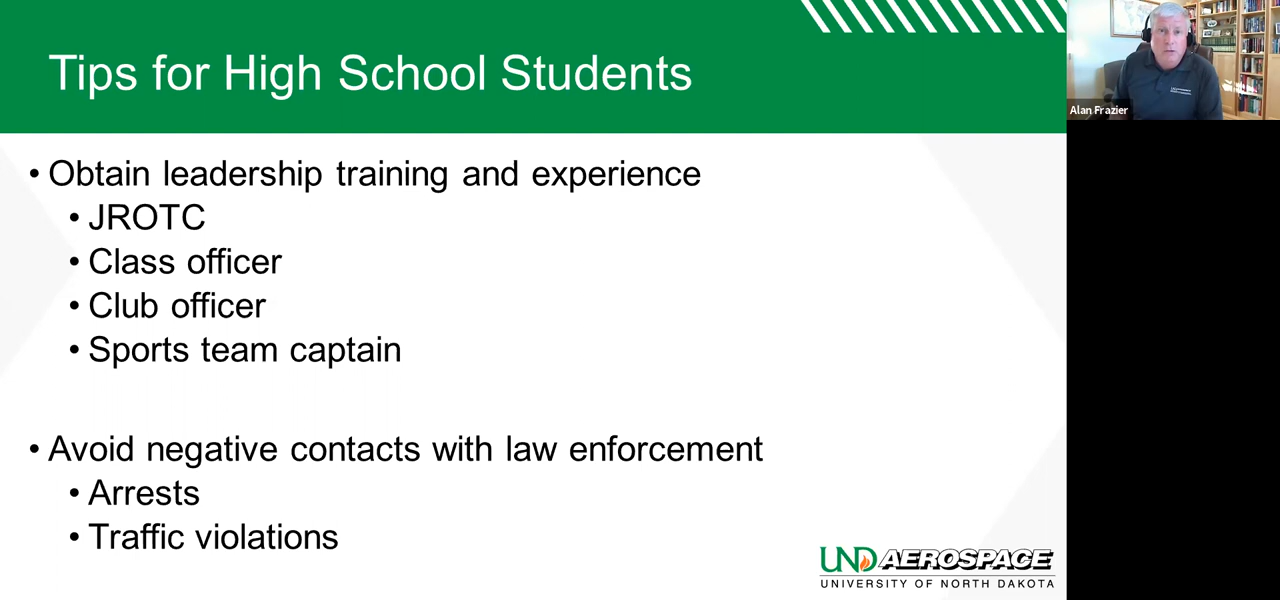 Tips for High School Students
Alan Frazier
• Obtain leadership training and experience
• JROTC
• Class officer
• Club officer
• Sports team captain
• Avoid negative contacts with law enforcement
• Arrests
• Traffic violations
UND AEROSPACE
UNIVERSITY OF NORTH DAKOTA